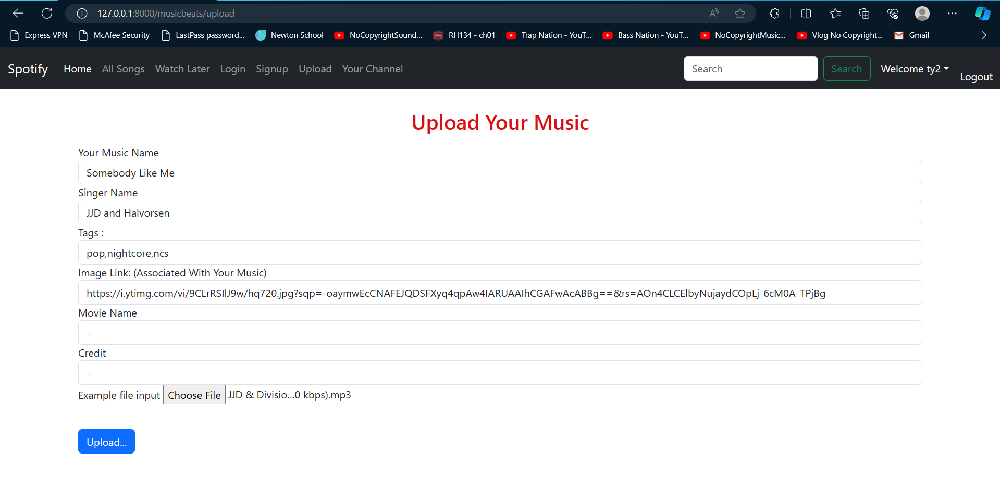 127.0.0.1:8000/musicbeats/upload
Express VPN McAfee Security LastPass password... Newton School NoCopyrightSound... RH134 - ch01 Trap Nation - YouT... Bass Nation - YouT... NoCopyrightMusic... Vlog No Copyright... Gmail
Spotify Home All Songs Watch Later Login Signup Upload Your Channel Search Search Welcome ty2 Logout
Upload Your Music
Your Music Name
Somebody Like Me
Singer Name
JJD and Halvorsen
Tags :
pop,nightcore,ncs
Image Link: (Associated With Your Music)
https://i.ytimg.com/vi/9CLrRSIlJ9w/hq720.jpg?sqp=-oaymwEcCNAFEJQDSFXyq4qpAw4IARUAAIhCGAFwAcABBg==&rs=AOn4CLCElbyNujaydCOpLj-6cM0A-TPjBg
Movie Name
-
Credit
-
Example file input Choose File JJD & Divisio...0 kbps).mp3
Upload...